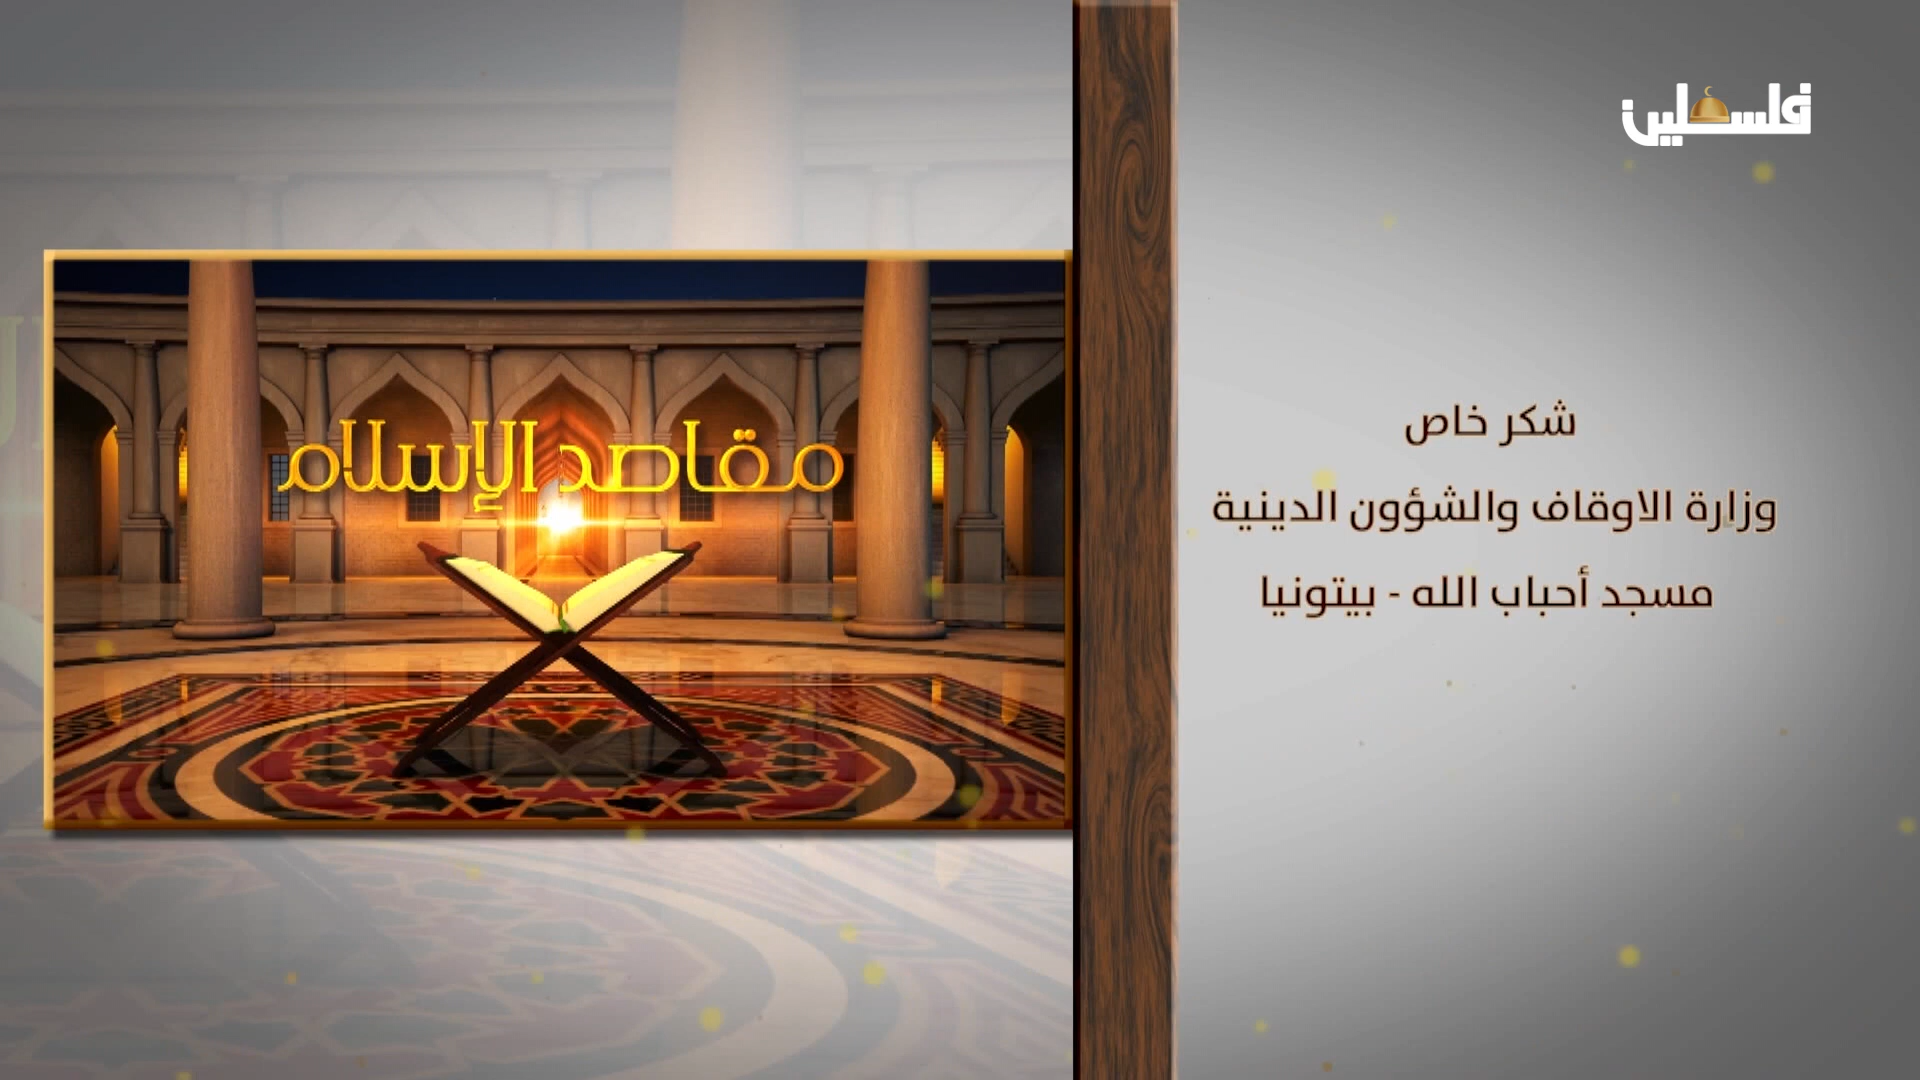 فلسطين
مقاصد الإسلام
شكر خاص
وزارة الاوقاف والشؤون الدينية
مسجد أحباب الله - بيتونيا